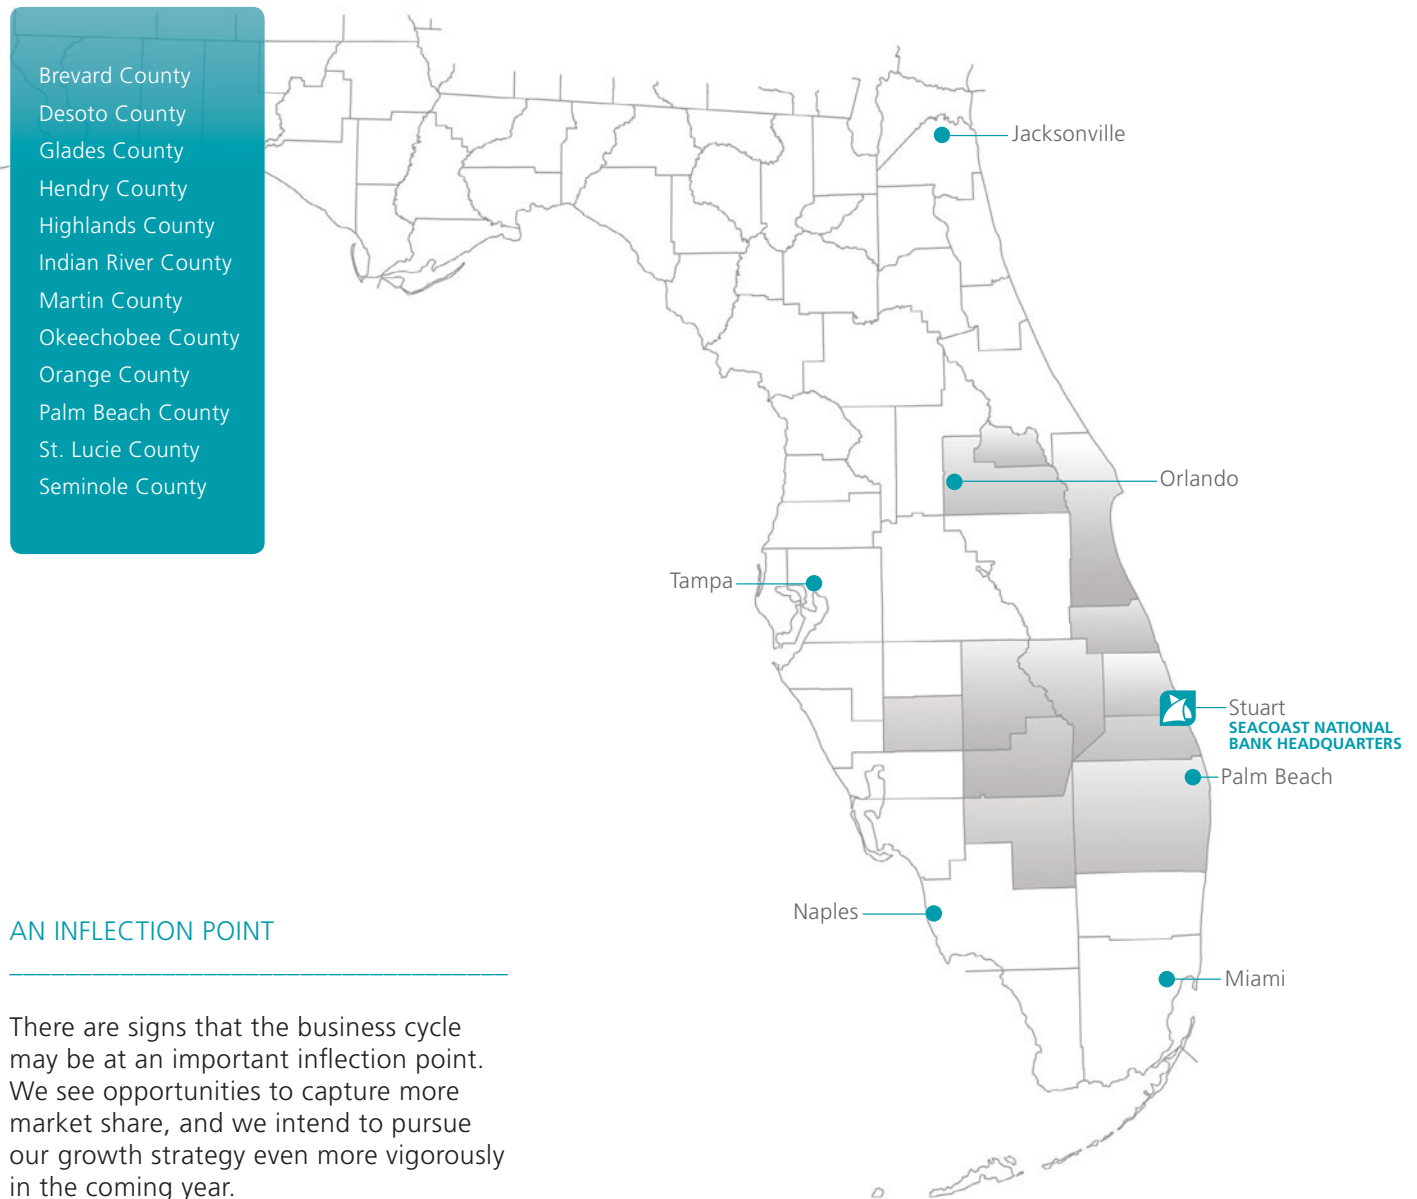 Brevard County
Desoto County
Glades County
Hendry County
Highlands County
Indian River County
Martin County
Okeechobee County
Orange County
Palm Beach County
St. Lucie County
Seminole County
Jacksonville
Orlando
Tampa
Stuart
SEACOAST NATIONAL
BANK HEADQUARTERS
Palm Beach
Naples
Miami
AN INFLECTION POINT
There are signs that the business cycle
may be at an important inflection point.
We see opportunities to capture more
market share, and we intend to pursue
our growth strategy even more vigorously
in the coming year.